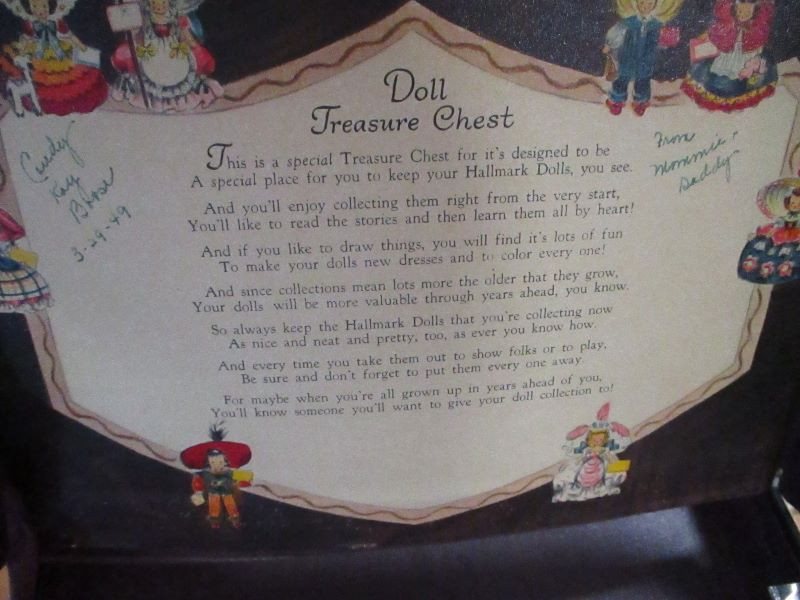 Doll
Treasure Chest
Kay
3-29-49
From
Mommie &
Daddy
This is a special Treasure Chest for it's designed to be
A special place for you to keep your Hallmark Dolls, you see.
And you'll enjoy collecting them right from the very start,
You'll like to read the stories and then learn them all by heart!
And if you like to draw things, you will find it's lots of fun
To make your dolls new dresses and to color every one!
And since collections mean lots more the older that they grow,
Your dolls will be more valuable through years ahead, you know.
So always keep the Hallmark Dolls that you're collecting now
As nice and neat and pretty, too, as ever you know how.
And every time you take them out to show folks or to play,
Be sure and don't forget to put them every one away.
For maybe when you're all grown up in years ahead of you,
You'll know someone you'll want to give your doll collection to!